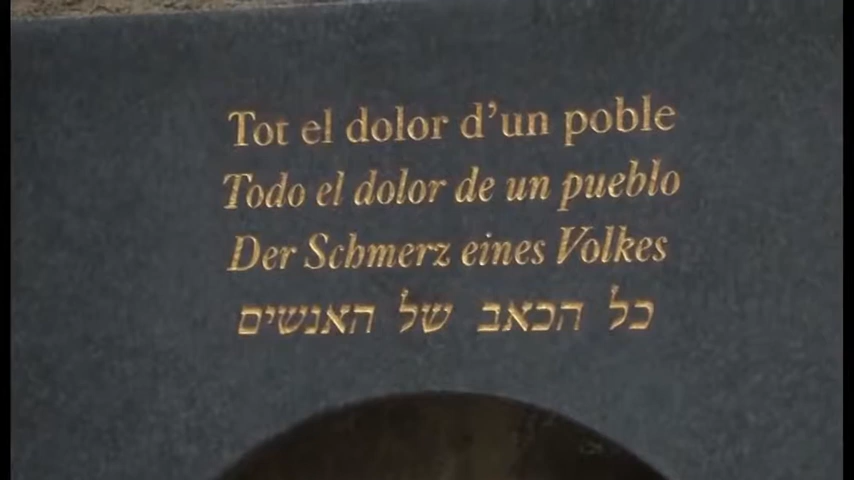 Tot el dolor d’un poble
Todo el dolor de un pueblo
Der Schmerz eines Volkes
כל הכאב של האנשים